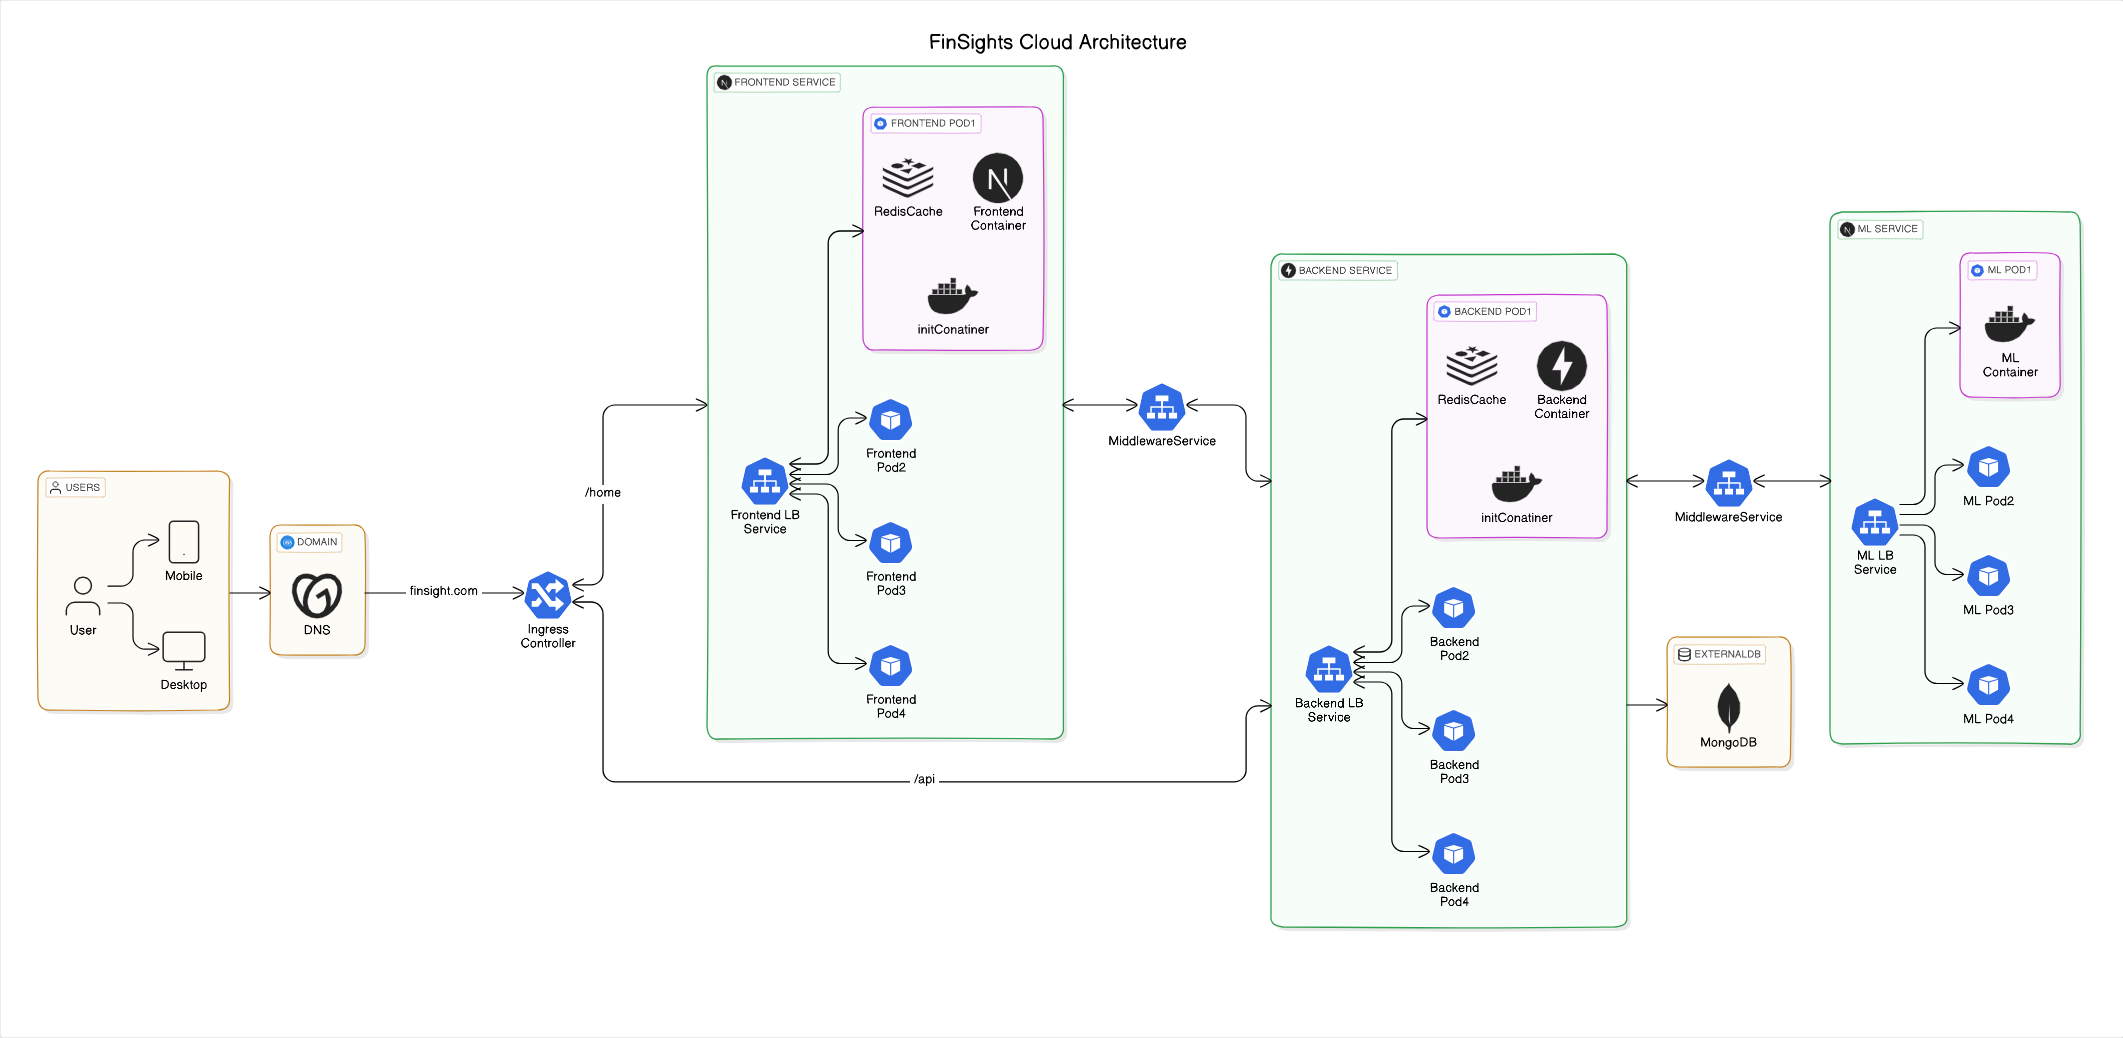 FinSights Cloud Architecture
FRONTEND SERVICE
FRONTEND POD1
RedisCache
Frontend
Container
initConatiner
Frontend
Pod2
Frontend LB
Service
Frontend
Pod3
Frontend
Pod4
USERS
User
Mobile
Desktop
DOMAIN
DNS
finsight.com
Ingress
Controller
/home
/api
MiddlewareService
BACKEND SERVICE
BACKEND POD1
RedisCache
Backend
Container
initConatiner
Backend
Pod2
Backend LB
Service
Backend
Pod3
Backend
Pod4
MiddlewareService
EXTERNALDB
MongoDB
ML SERVICE
ML POD1
ML
Container
ML Pod2
ML LB
Service
ML Pod3
ML Pod4